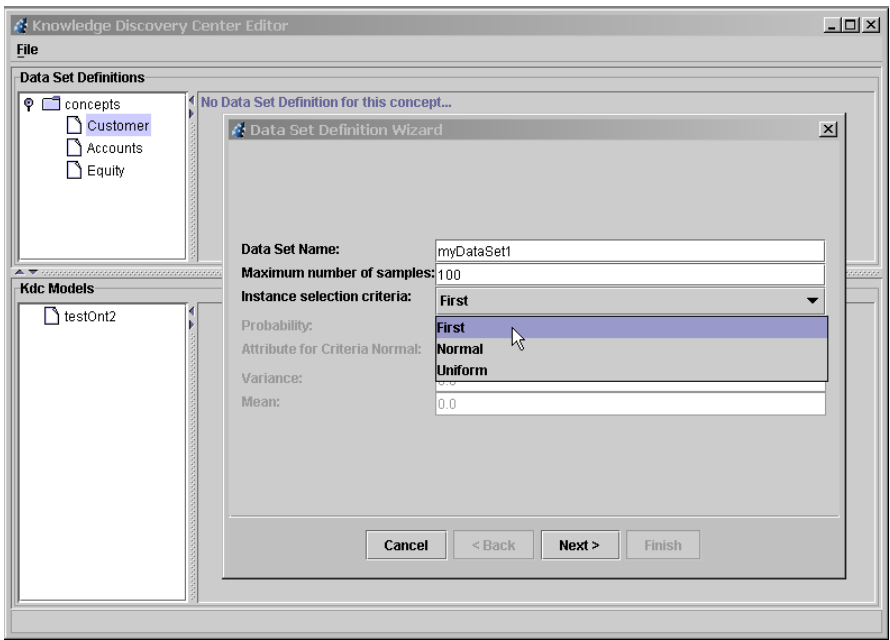 Knowledge Discovery Center Editor
File
Data Set Definitions
concepts
Customer
Accounts
Equity
No Data Set Definition for this concept...
Data Set Definition Wizard
Data Set Name:
myDataSet1
Maximum number of samples:
100
Instance selection criteria:
First
First
Normal
Uniform
Probability:
Attribute for Criteria Normal:
Variance:
Mean:
0.0
Cancel
< Back
Next >
Finish
Kdc Models
testOnt2